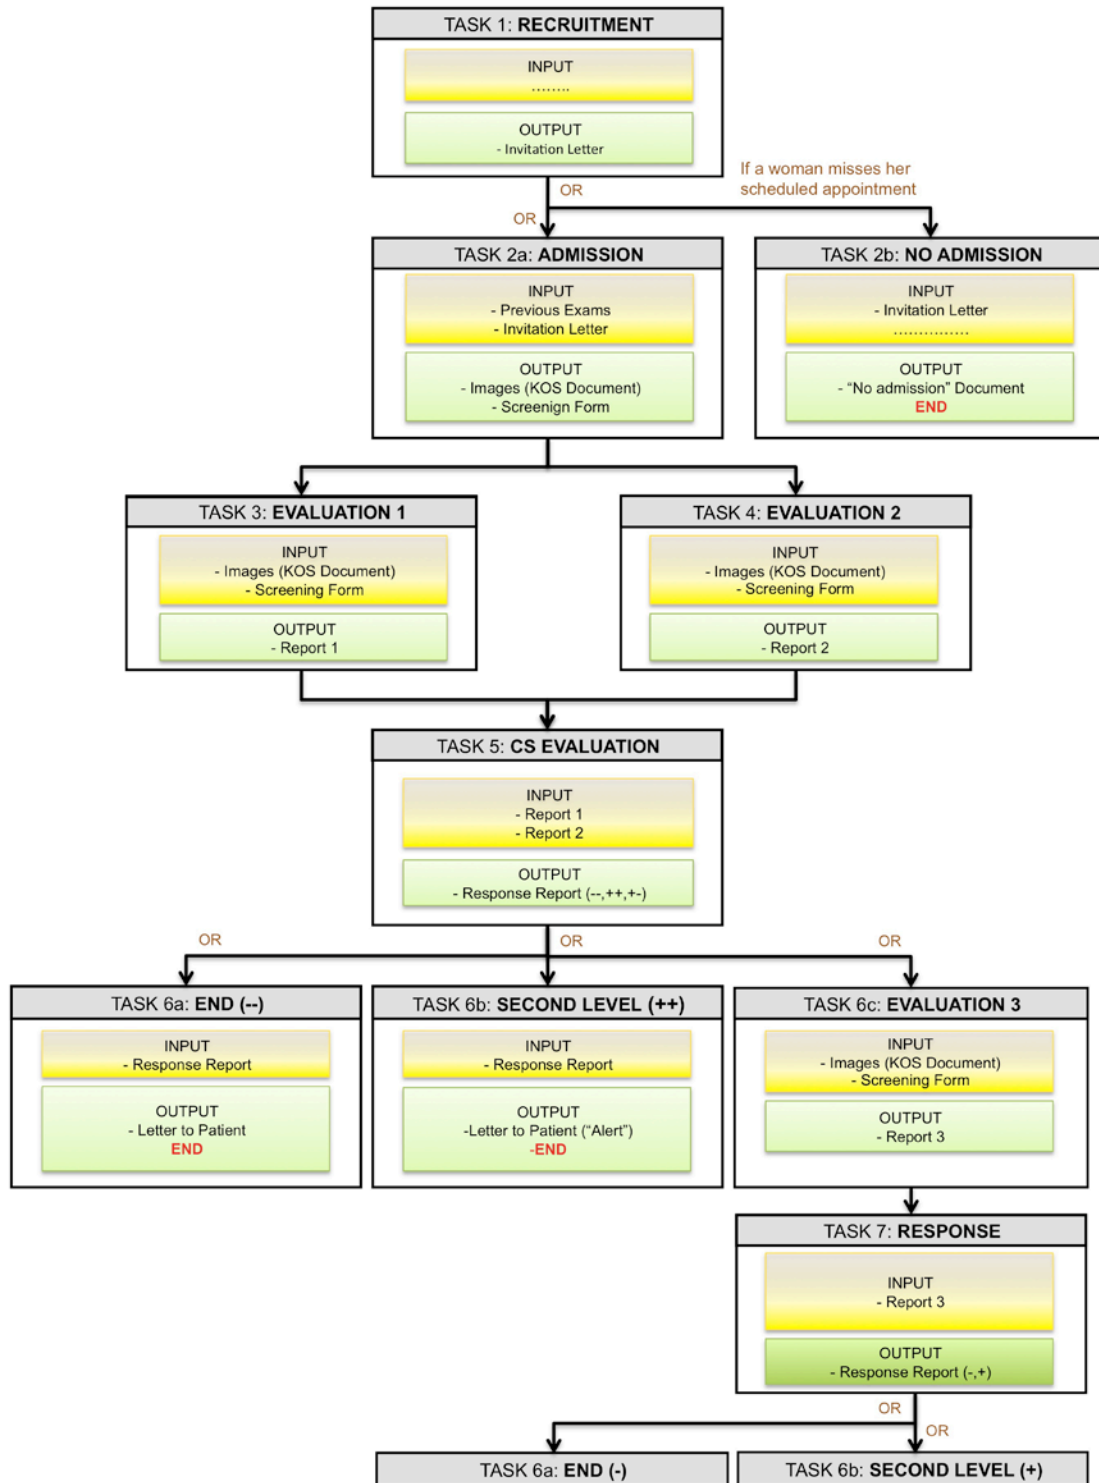 TASK 1: RECRUITMENT
INPUT
........
OUTPUT
- Invitation Letter
If a woman misses her
scheduled appointment
OR
OR
TASK 2a: ADMISSION
INPUT
- Previous Exams
- Invitation Letter
OUTPUT
- Images (KOS Document)
- Screenign Form
TASK 2b: NO ADMISSION
INPUT
- Invitation Letter
...............
OUTPUT
- “No admission” Document
END
TASK 3: EVALUATION 1
INPUT
- Images (KOS Document)
- Screening Form
OUTPUT
- Report 1
TASK 4: EVALUATION 2
INPUT
- Images (KOS Document)
- Screening Form
OUTPUT
- Report 2
TASK 5: CS EVALUATION
INPUT
- Report 1
- Report 2
OUTPUT
- Response Report (--,++,+-)
OR
OR
OR
TASK 6a: END (--)
INPUT
- Response Report
OUTPUT
- Letter to Patient
END
TASK 6b: SECOND LEVEL (++)
INPUT
- Response Report
OUTPUT
-Letter to Patient (“Alert”)
-END
TASK 6c: EVALUATION 3
INPUT
- Images (KOS Document)
- Screening Form
OUTPUT
- Report 3
TASK 7: RESPONSE
INPUT
- Report 3
OUTPUT
- Response Report (-,+)
OR
OR
TASK 6a: END (-)
TASK 6b: SECOND LEVEL (+)